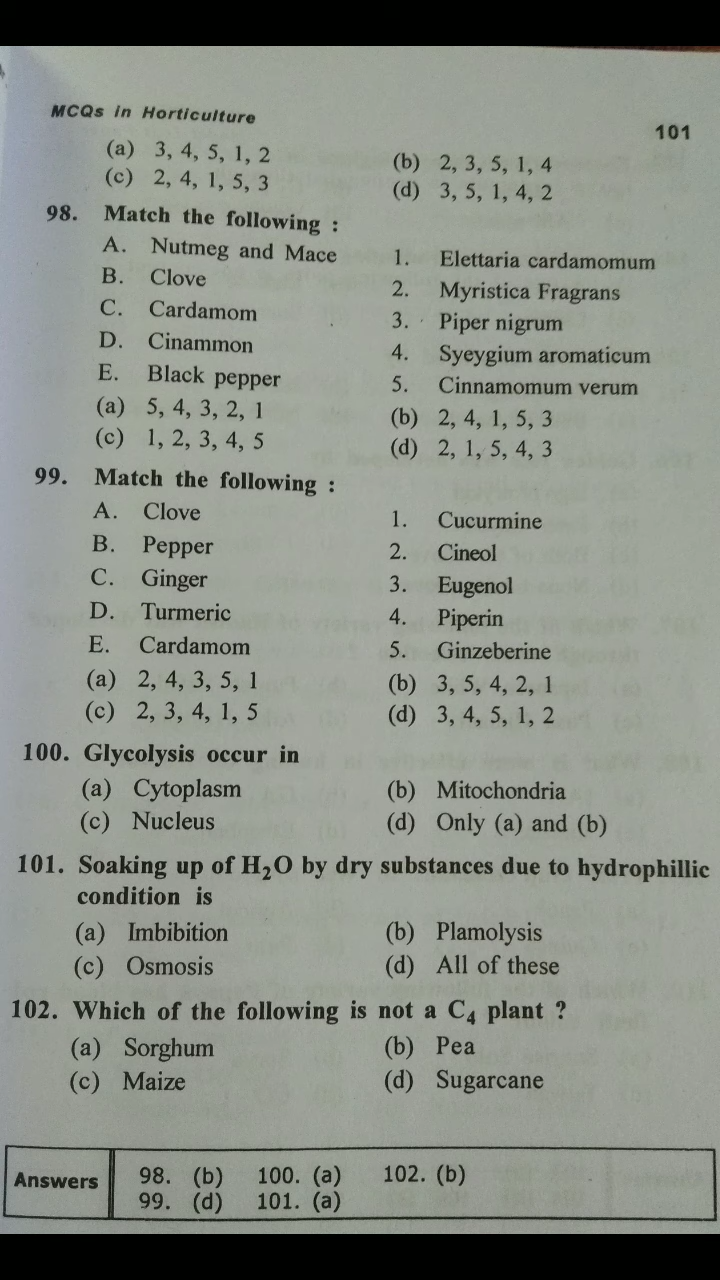 MCQs in Horticulture
101
(a) 3, 4, 5, 1, 2 (b) 2, 3, 5, 1, 4
(c) 2, 4, 1, 5, 3 (d) 3, 5, 1, 4, 2
98. Match the following :
A. Nutmeg and Mace 1. Elettaria cardamomum
B. Clove 2. Myristica Fragrans
C. Cardamom 3. Piper nigrum
D. Cinammon 4. Syeygium aromaticum
E. Black pepper 5. Cinnamomum verum
(a) 5, 4, 3, 2, 1 (b) 2, 4, 1, 5, 3
(c) 1, 2, 3, 4, 5 (d) 2, 1, 5, 4, 3
99. Match the following :
A. Clove 1. Cucurmine
B. Pepper 2. Cineol
C. Ginger 3. Eugenol
D. Turmeric 4. Piperin
E. Cardamom 5. Ginzeberine
(a) 2, 4, 3, 5, 1 (b) 3, 5, 4, 2, 1
(c) 2, 3, 4, 1, 5 (d) 3, 4, 5, 1, 2
100. Glycolysis occur in
(a) Cytoplasm (b) Mitochondria
(c) Nucleus (d) Only (a) and (b)
101. Soaking up of H₂O by dry substances due to hydrophillic
condition is
(a) Imbibition (b) Plamolysis
(c) Osmosis (d) All of these
102. Which of the following is not a C₄ plant ?
(a) Sorghum (b) Pea
(c) Maize (d) Sugarcane
Answers
98. (b) 100. (a) 102. (b)
99. (d) 101. (a)